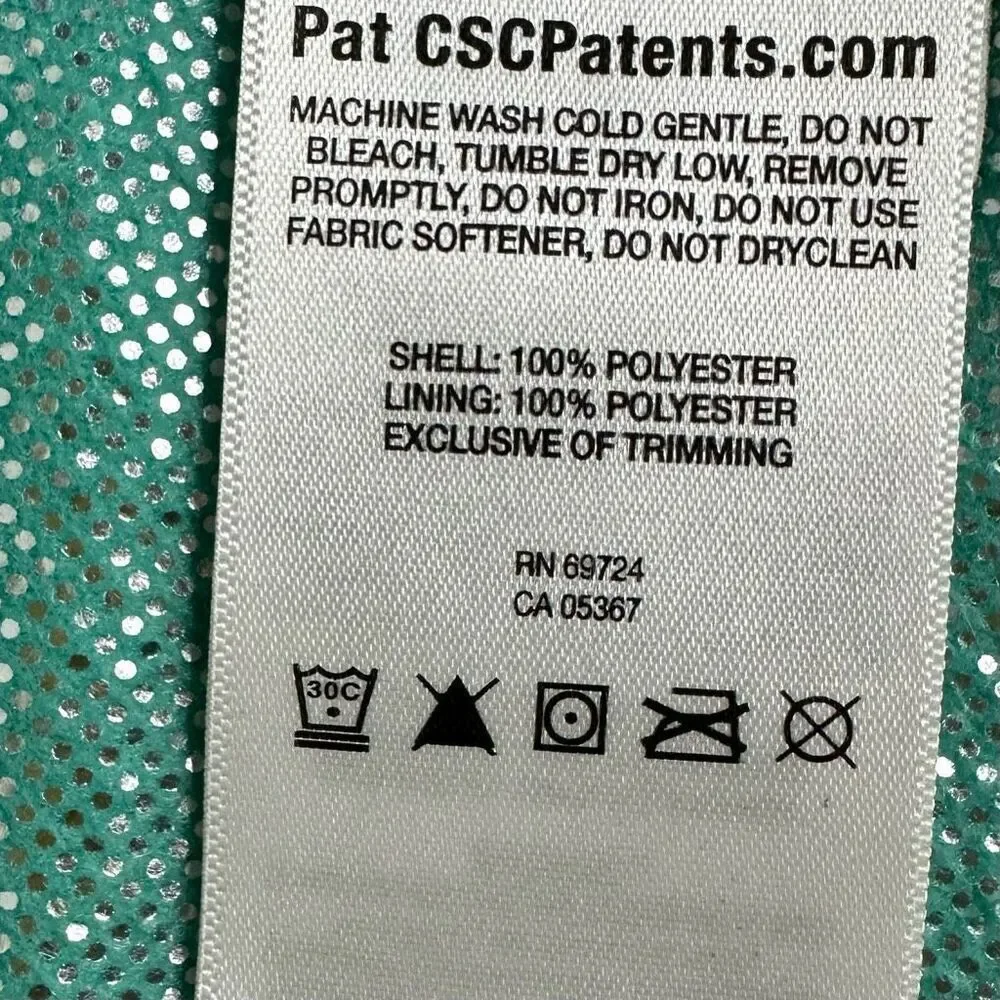 Pat CSCPatents.com
MACHINE WASH COLD GENTLE, DO NOT
BLEACH, TUMBLE DRY LOW, REMOVE
PROMPTLY, DO NOT IRON, DO NOT USE
FABRIC SOFTENER, DO NOT DRYCLEAN
SHELL: 100% POLYESTER
LINING: 100% POLYESTER
EXCLUSIVE OF TRIMMING
RN 69724
CA 05367
30C